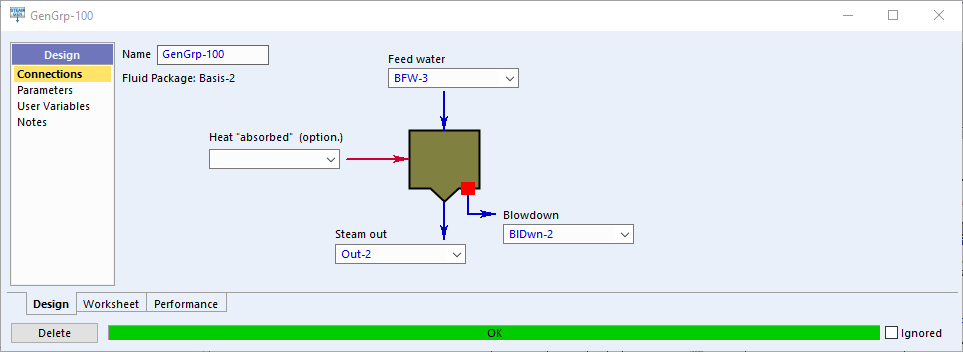 GenGrp-100
Design
Connections
Parameters
User Variables
Notes
Name GenGrp-100
Fluid Package: Basis-2
Feed water
BFW-3
Heat "absorbed" (option.)
Steam out
Out-2
Blowdown
BlDwn-2
Design Worksheet Performance
Delete OK Ignored